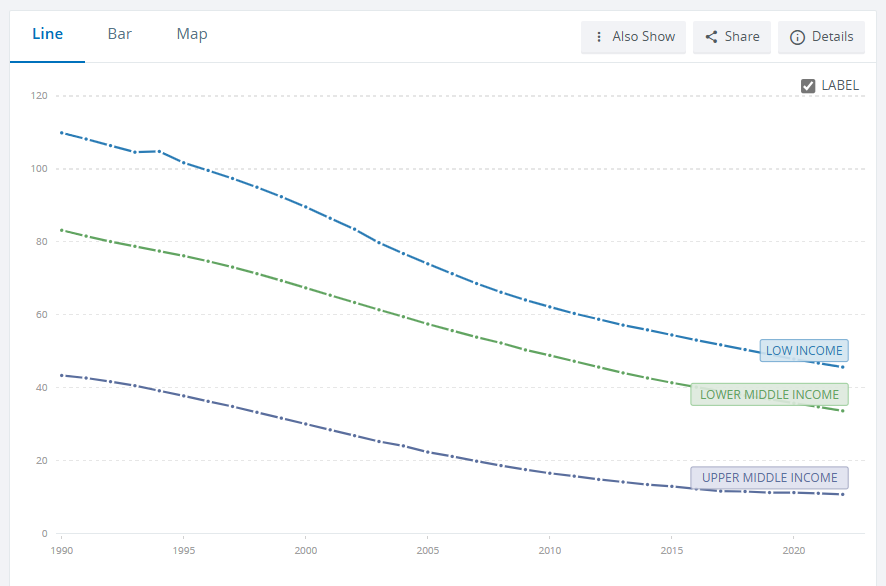 Line Bar Map Also Show Share Details
LABEL
120
100
80
60
40
20
0
LOW INCOME
LOWER MIDDLE INCOME
UPPER MIDDLE INCOME
1990 1995 2000 2005 2010 2015 2020